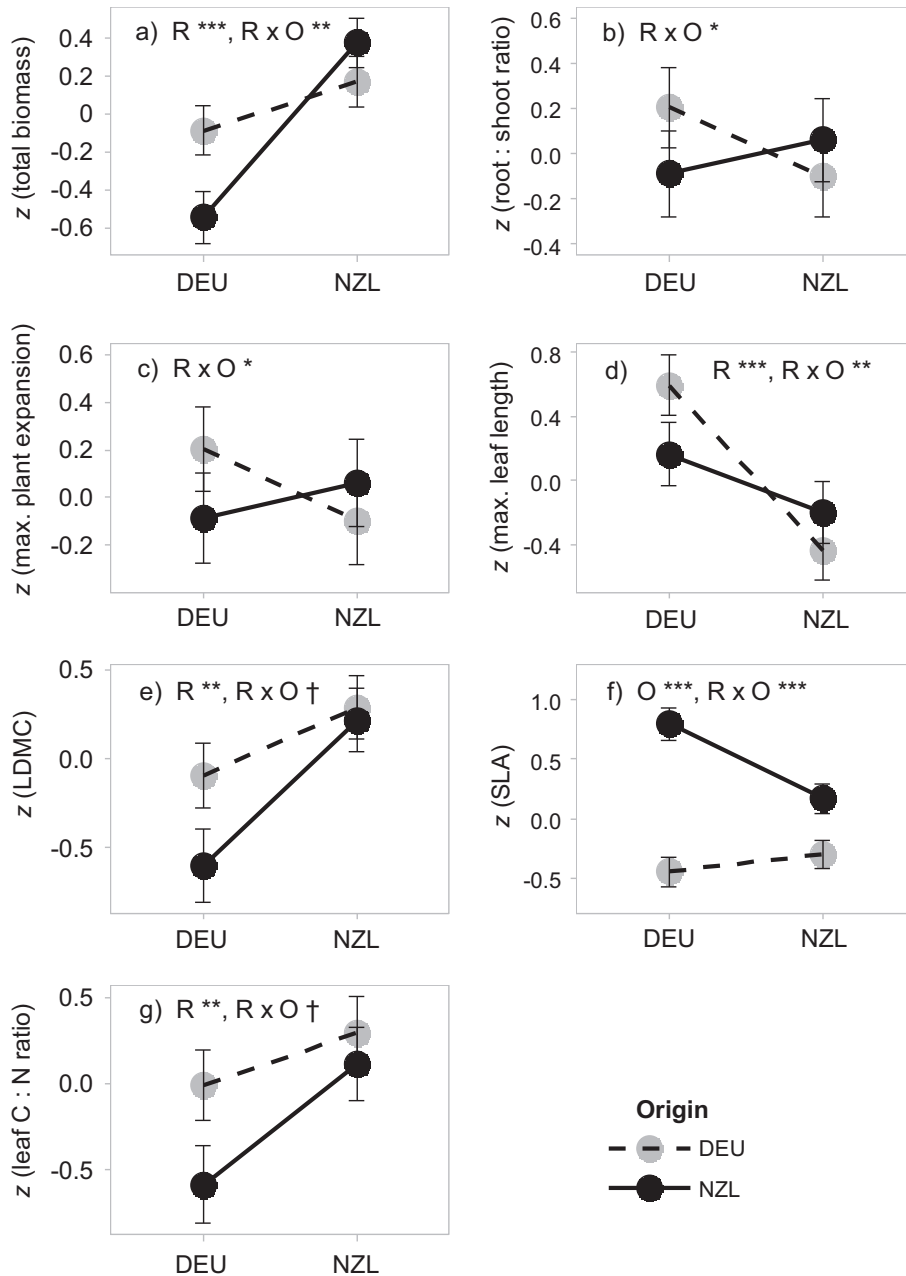 a) R ***, R x O **
z (total biomass)
0.4
0.2
0
-0.2
-0.4
-0.6
DEU NZL
b) R x O *
z (root : shoot ratio)
0.6
0.4
0.2
0.0
-0.2
-0.4
DEU NZL
c) R x O *
z (max. plant expansion)
0.6
0.4
0.2
0.0
-0.2
DEU NZL
d) R ***, R x O **
z (max. leaf length)
0.8
0.4
0.0
-0.4
DEU NZL
e) R **, R x O †
z (LDMC)
0.5
0.0
-0.5
DEU NZL
f) O ***, R x O ***
z (SLA)
1.0
0.5
0.0
-0.5
DEU NZL
g) R **, R x O †
z (leaf C : N ratio)
0.5
0.0
-0.5
DEU NZL
Origin
DEU
NZL